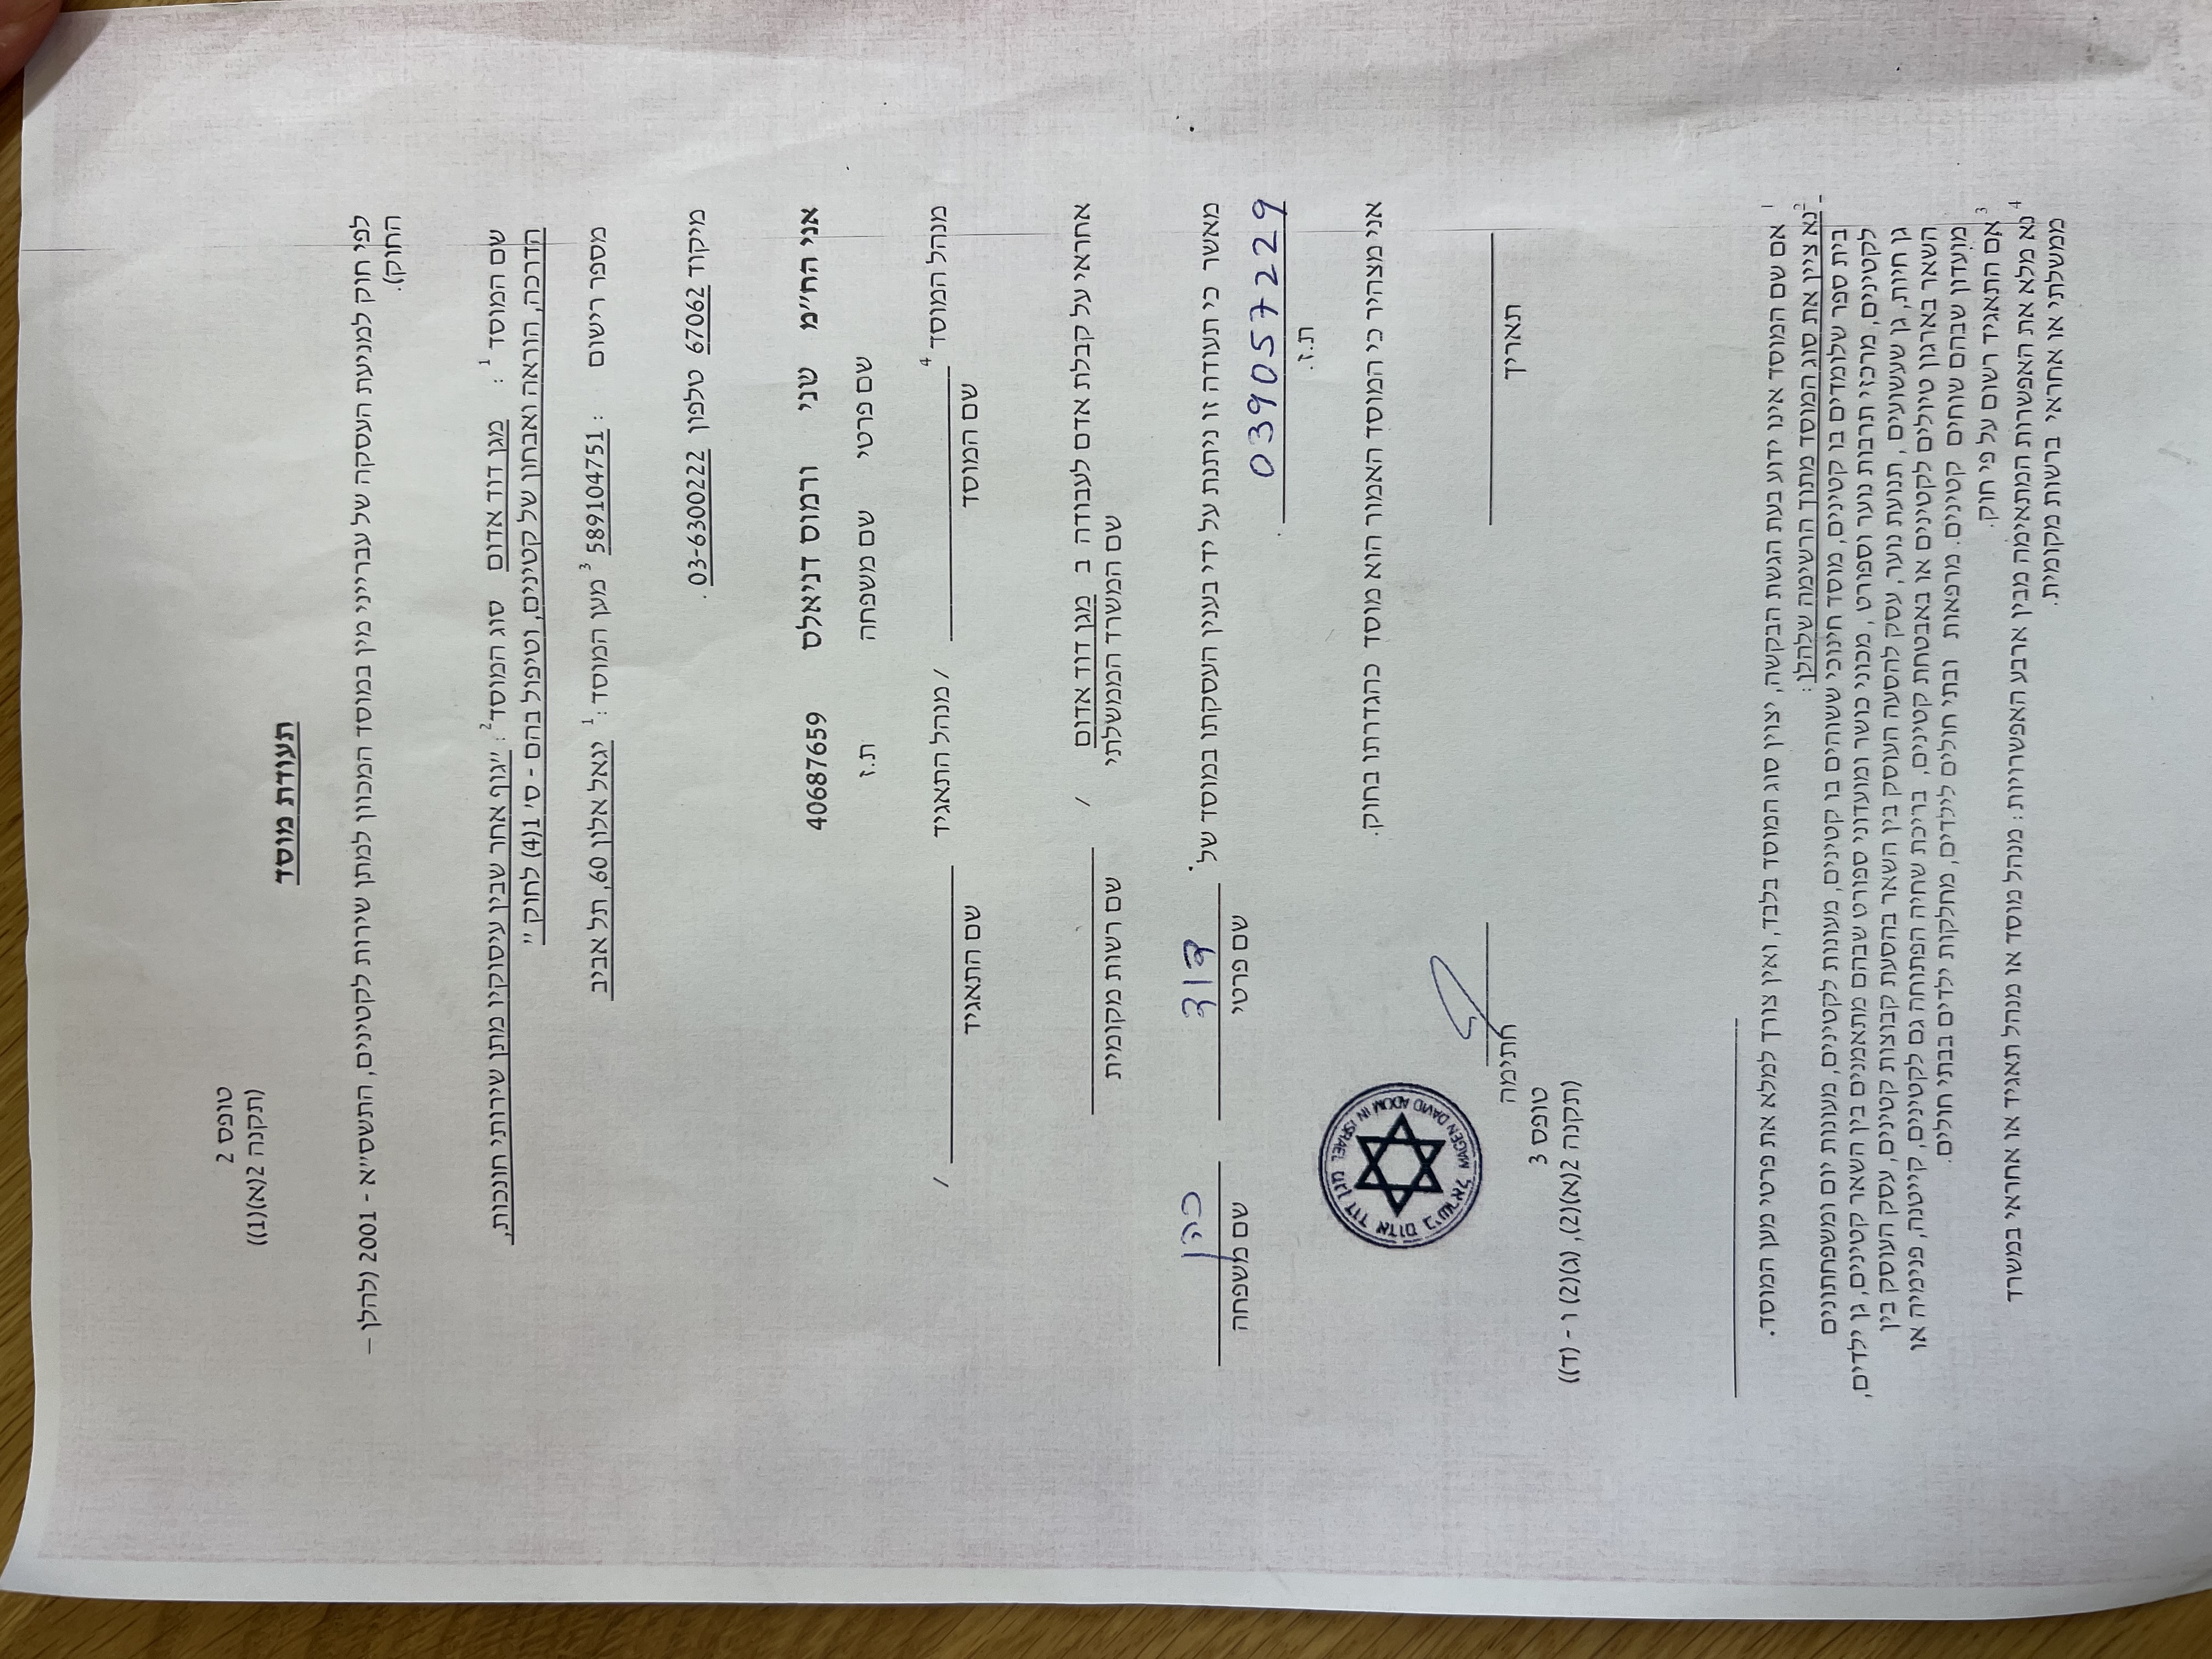 טופס 2
(תקנה 2(א)(1))
תעודת מוסד
לפי חוק למניעת העסקה של עברייני מין במוסד המכוון למתן שירות לקטינים, התשס״א - 2001 (להלן –
החוק).
שם המוסד 1 : מגן דוד אדום סוג המוסד2: ״גוף אחר שבין עיסוקיו מתן שירותי חונכות,
הדרכה, הוראה ואבחון של קטינים, וטיפול בהם - ס׳ 1(4) לחוק ״
מספר רישום : 589104751 3 מען המוסד :1 יגאל אלון 60, תל אביב
מיקוד 67062 טלפון 03-6300222 .
אני הח״מ שני ורמוס דניאלס 40687659
שם פרטי שם משפחה ת.ז
מנהל המוסד 4 ____________ / מנהל התאגיד ____________ /
שם המוסד שם התאגיד
אחראי על קבלת אדם לעבודה ב מגן דוד אדום / ____________
שם המשרד הממשלתי שם רשות מקומית
מאשר כי תעודה זו ניתנת על ידי בענין העסקתו במוסד של דוד כהן
שם פרטי שם משפחה
039057229 .
ת.ז.
אני מצהיר כי המוסד האמור הוא מוסד כהגדרתו בחוק.
מגן דוד אדום בישראל MAGEN DAVID ADOM IN ISRAEL
תאריך חתימה
טופס 3
(תקנה 2(א)(2), (ג)(2) ו - (ד))
1 אם שם המוסד אינו ידוע בעת הגשת הבקשה, יצוין סוג המוסד בלבד, ואין צורך למלא את פרטי מען המוסד.
2נא ציין את סוג המוסד מתוך הרשימה שלהלן:
בית ספר שלומדים בו קטינים, מוסד חינוכי ששוהים בו קטינים, מעונות לקטינים, מעונות יום ומשפחתונים
לקטינים, מרכזי תרבות נוער וספורט , מכוני כושר ומועדוני ספורט שבהם מתאמנים בין השאר קטינים, גן ילדים,
גן חיות, גן שעשועים , תנועת נוער, עסק להסעה העוסק בין השאר בהסעת קבוצות קטינים, עסק העוסק בין
השאר בארגון טיולים לקטינים או באבטחת קטינים, בריכת שחיה הפתוחה גם לקטינים, קייטנה, פנימיה או
מועדון שבהם שוחים קטינים. מרפאות ובתי חולים לילדים, מחלקות ילדים בבתי חולים.
3 אם התאגיד רשום על פי חוק.
4 נא מלא את האפשרות המתאימה מבין ארבע האפשרויות : מנהל מוסד או מנהל תאגיד או אחראי במשרד
ממשלתי או אחראי ברשות מקומית.